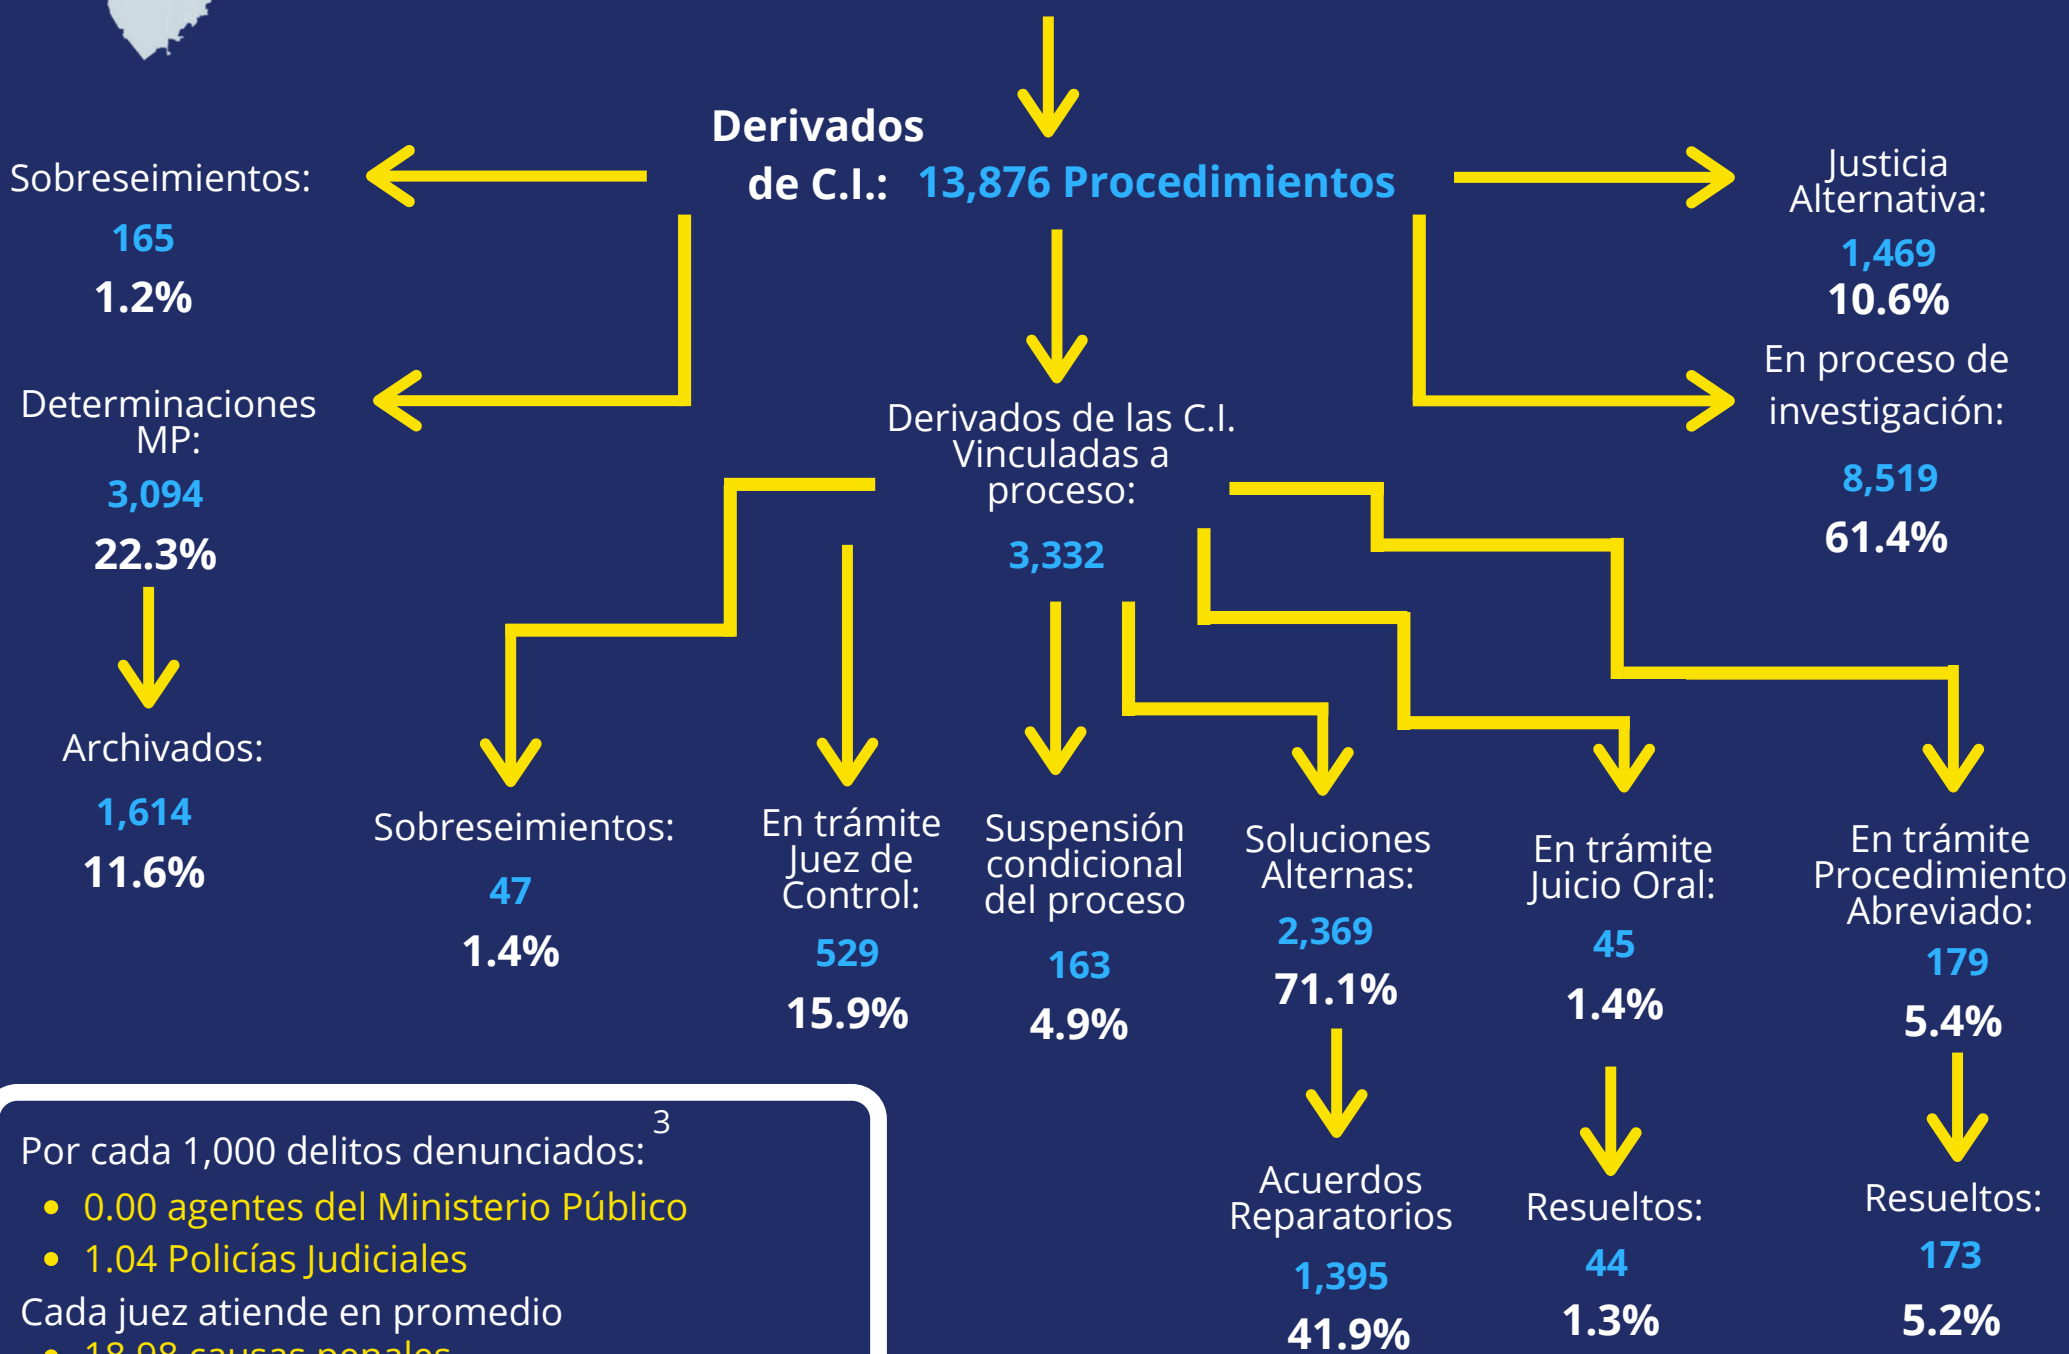 Derivados
de C.I.: 13,876 Procedimientos
Sobreseimientos:
165
1.2%
Justicia
Alternativa:
1,469
10.6%
Determinaciones
MP:
3,094
22.3%
Derivados de las C.I.
Vinculadas a
proceso:
3,332
En proceso de
investigación:
8,519
61.4%
Archivados:
1,614
11.6%
Sobreseimientos:
47
1.4%
En trámite
Juez de
Control:
529
15.9%
Suspensión
condicional
del proceso
163
4.9%
Soluciones
Alternas:
2,369
71.1%
En trámite
Juicio Oral:
45
1.4%
En trámite
Procedimiento
Abreviado:
179
5.4%
Acuerdos
Reparatorios
1,395
41.9%
Resueltos:
44
1.3%
Resueltos:
173
5.2%
Por cada 1,000 delitos denunciados: 3
• 0.00 agentes del Ministerio Público
• 1.04 Policías Judiciales
Cada juez atiende en promedio
• 18.98 causas penales